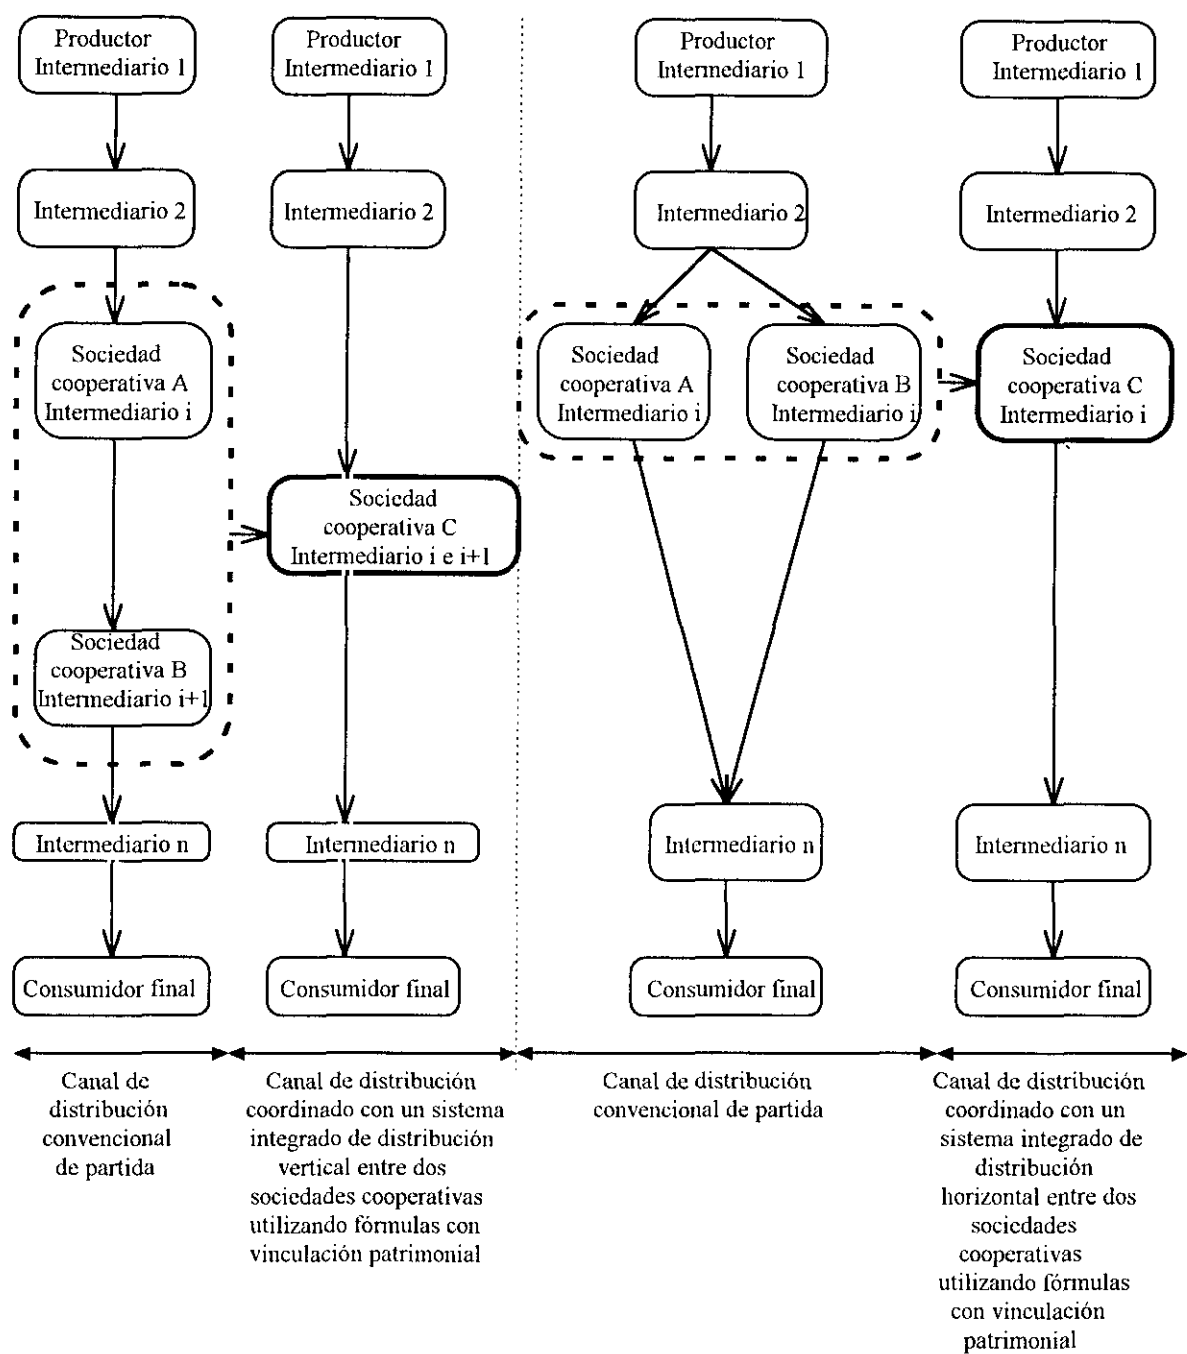 Productor
Intermediario 1
Intermediario 2
Sociedad
cooperativa A
Intermediario i
Sociedad
cooperativa B
Intermediario i+1
Intermediario n
Consumidor final
Canal de
distribución
convencional
de partida
Productor
Intermediario 1
Intermediario 2
Sociedad
cooperativa C
Intermediario i e i+1
Intermediario n
Consumidor final
Canal de distribución
coordinado con un sistema
integrado de distribución
vertical entre dos
sociedades cooperativas
utilizando fórmulas con
vinculación patrimonial
Productor
Intermediario 1
Intermediario 2
Sociedad
cooperativa A
Intermediario i
Sociedad
cooperativa B
Intermediario i
Intermediario n
Consumidor final
Canal de distribución
convencional de partida
Productor
Intermediario 1
Intermediario 2
Sociedad
cooperativa C
Intermediario i
Intermediario n
Consumidor final
Canal de distribución
coordinado con un
sistema integrado de
distribución
horizontal entre dos
sociedades
cooperativas
utilizando fórmulas
con vinculación
patrimonial